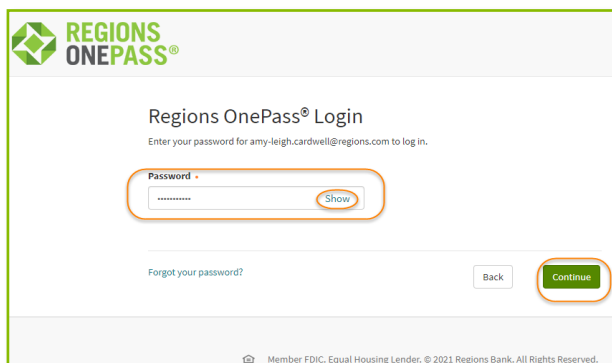 REGIONS
ONEPASS®
Regions OnePass® Login
Enter your password for amy-leigh.cardwell@regions.com to log in.
Password *
•••••••••••
Show
Forgot your password?
Back
Continue
Member FDIC. Equal Housing Lender. © 2021 Regions Bank. All Rights Reserved.